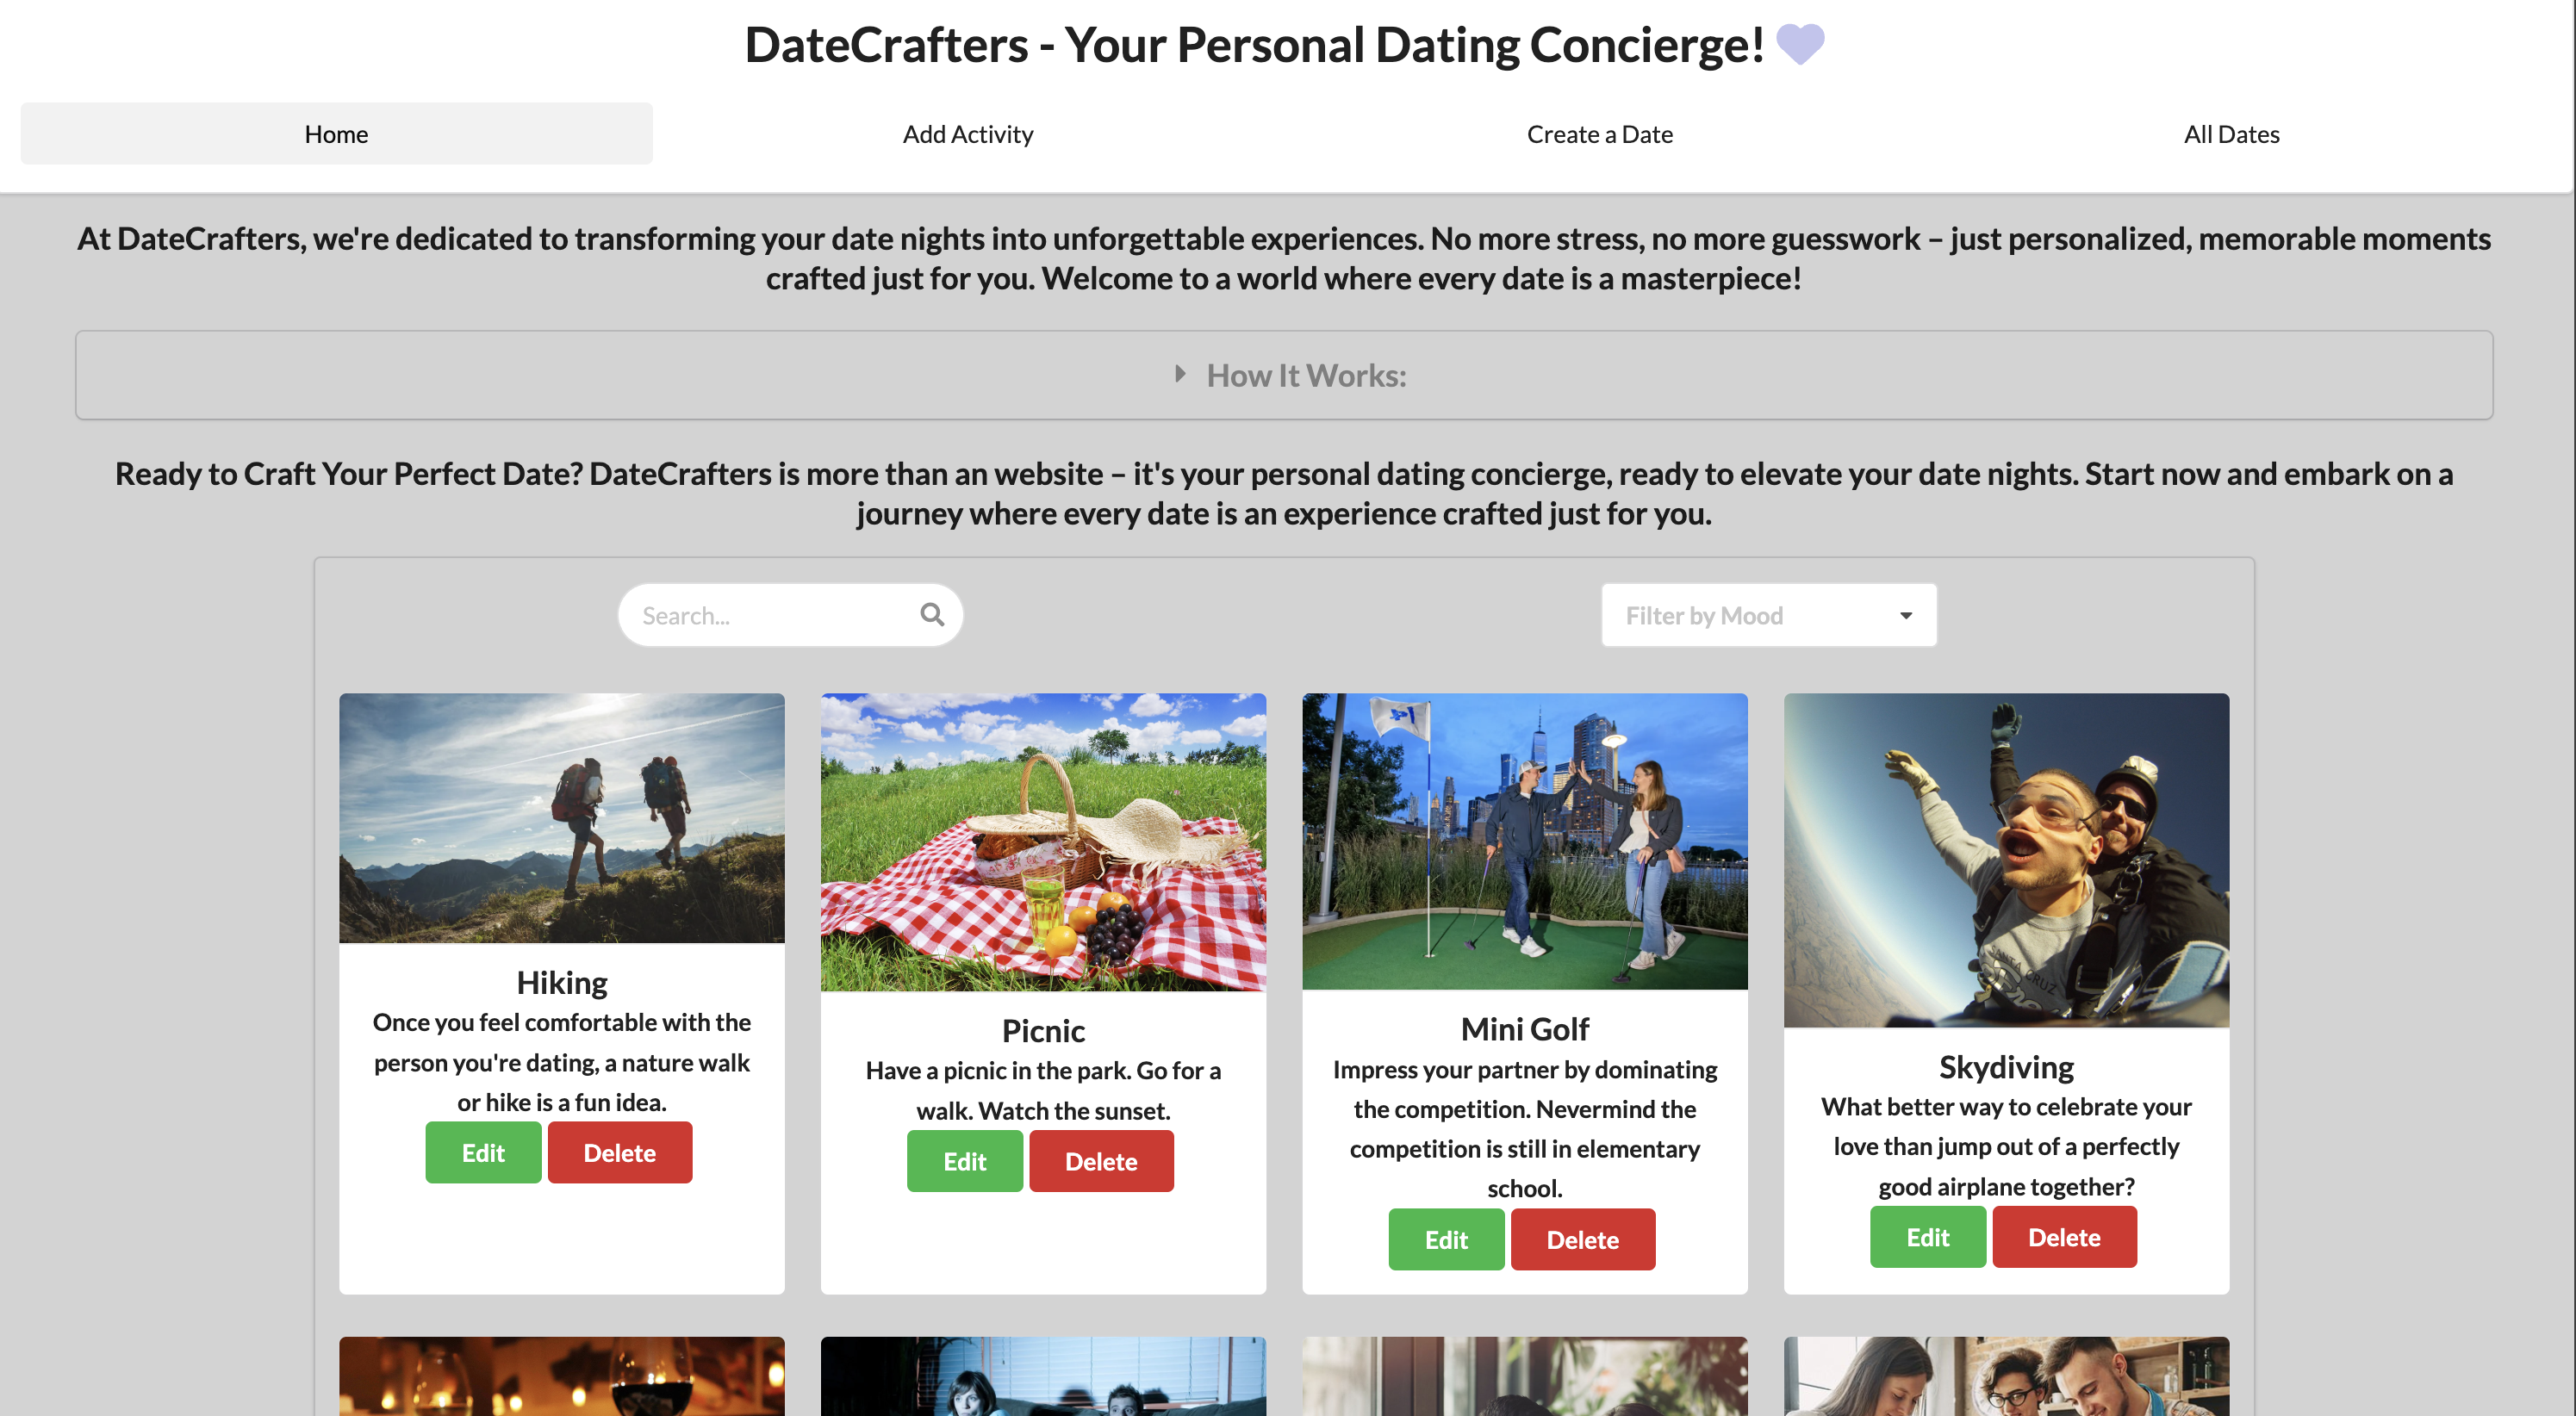 DateCrafters - Your Personal Dating Concierge!
Home
Add Activity
Create a Date
All Dates
At DateCrafters, we're dedicated to transforming your date nights into unforgettable experiences. No more stress, no more guesswork – just personalized, memorable moments
crafted just for you. Welcome to a world where every date is a masterpiece!
How It Works:
Ready to Craft Your Perfect Date? DateCrafters is more than an website – it's your personal dating concierge, ready to elevate your date nights. Start now and embark on a
journey where every date is an experience crafted just for you.
Search...
Filter by Mood
Hiking
Once you feel comfortable with the
person you're dating, a nature walk
or hike is a fun idea.
Edit
Delete
Picnic
Have a picnic in the park. Go for a
walk. Watch the sunset.
Edit
Delete
Mini Golf
Impress your partner by dominating
the competition. Nevermind the
competition is still in elementary
school.
Edit
Delete
SANTA CRUZ
Skydiving
What better way to celebrate your
love than jump out of a perfectly
good airplane together?
Edit
Delete